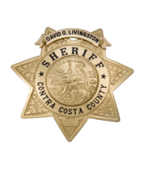 DAVID O. LIVINGSTON
SHERIFF
CONTRA COSTA COUNTY